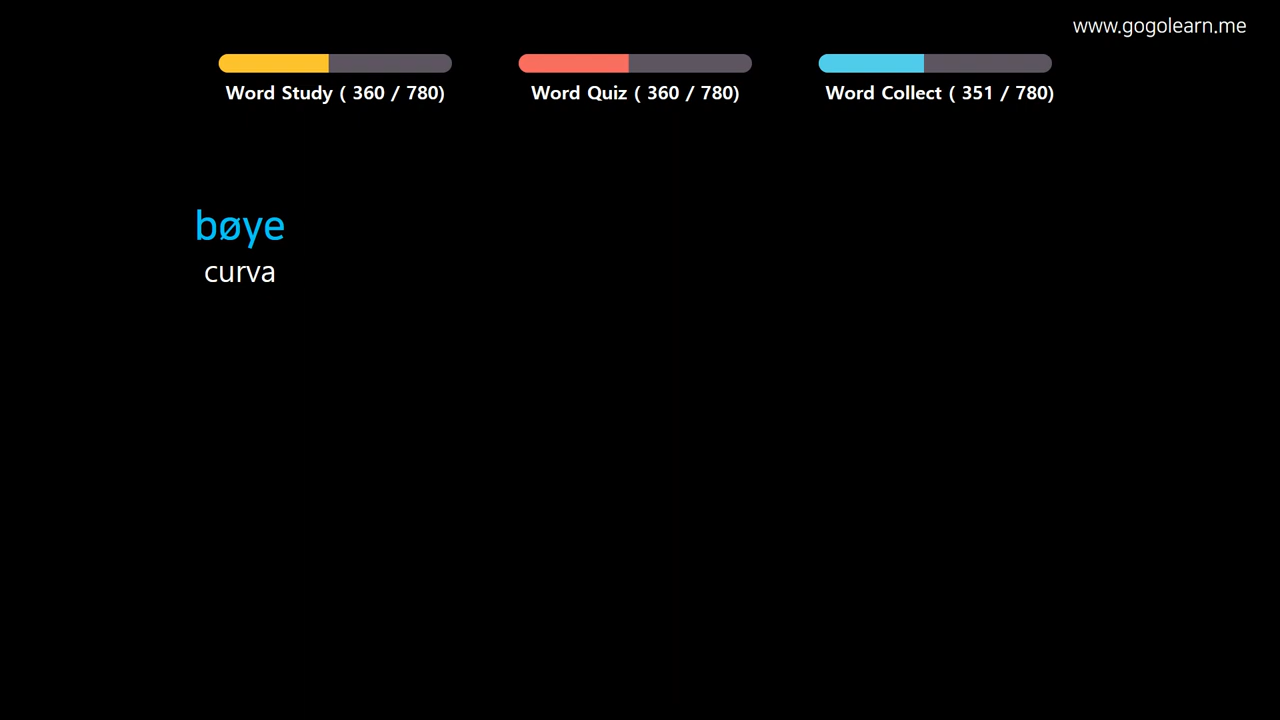 www.gogolearn.me
Word Study ( 360 / 780)
Word Quiz ( 360 / 780)
Word Collect ( 351 / 780)
bøye
curva